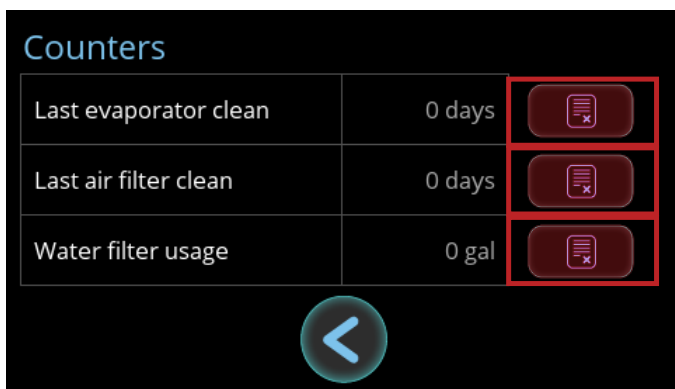 Counters
Last evaporator clean 0 days
Last air filter clean 0 days
Water filter usage 0 gal